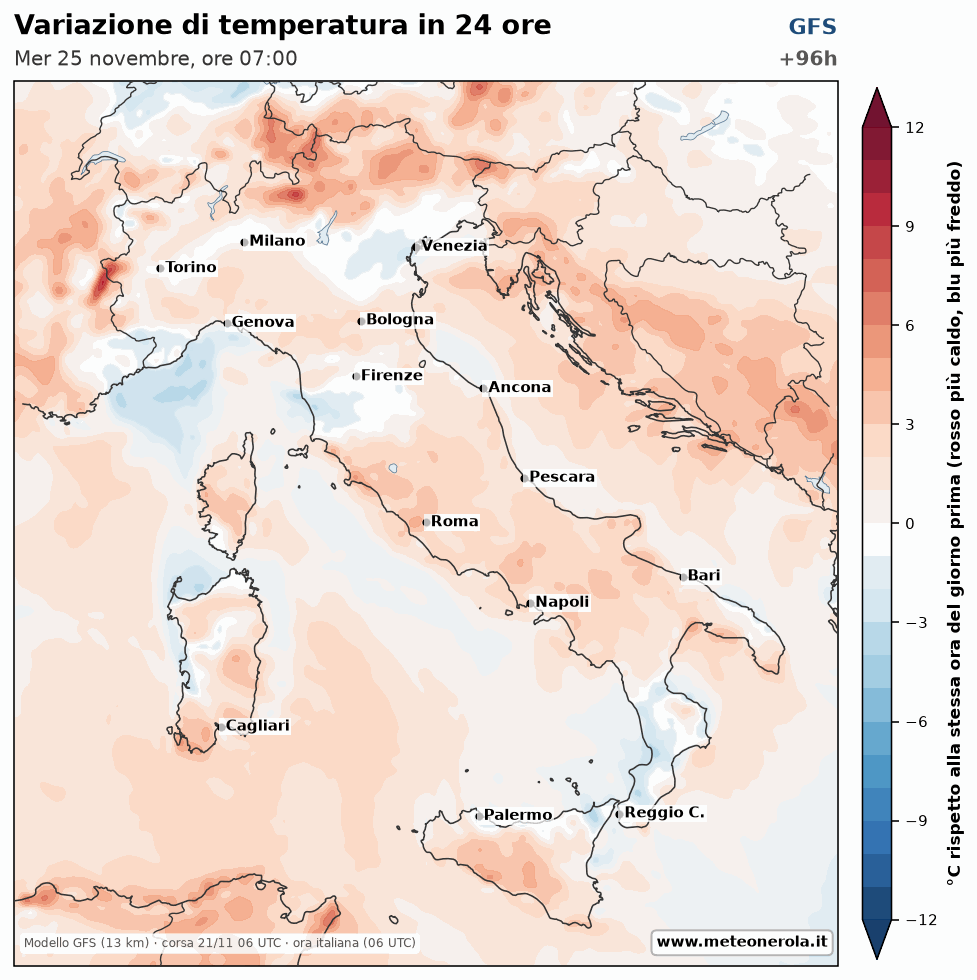 Variazione di temperatura in 24 ore
GFS
Mer 25 novembre, ore 07:00
+96h
Milano
Venezia
Torino
Genova
Bologna
Firenze
Ancona
Pescara
Roma
Bari
Napoli
Cagliari
Palermo
Reggio C.
12
9
6
3
0
−3
−6
−9
−12
°C rispetto alla stessa ora del giorno prima (rosso più caldo, blu più freddo)
Modello GFS (13 km) · corsa 21/11 06 UTC · ora italiana (06 UTC)
www.meteonerola.it